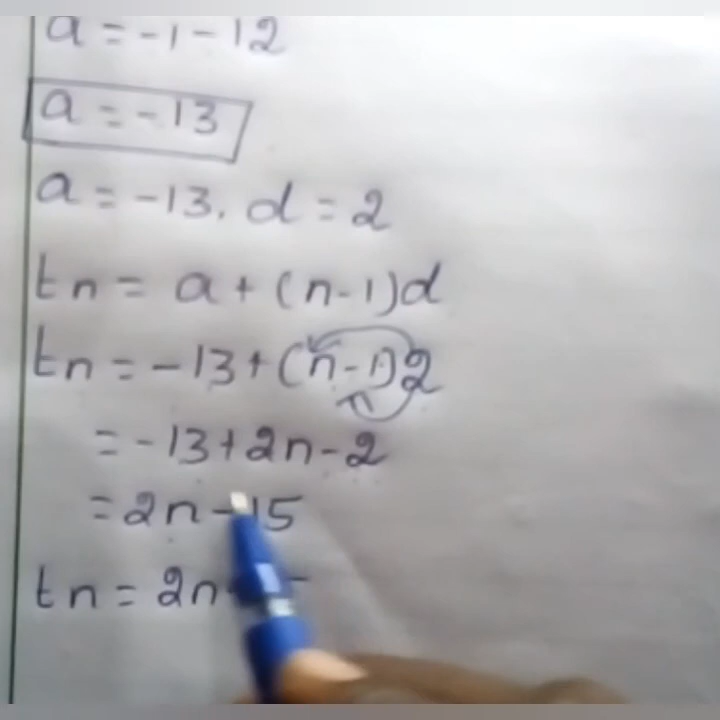 a = -1 - 12
a = -13
a = -13, d = 2
tn = a + (n-1)d
tn = -13 + (n-1)2
= -13 + 2n - 2
= 2n - 15
tn = 2n